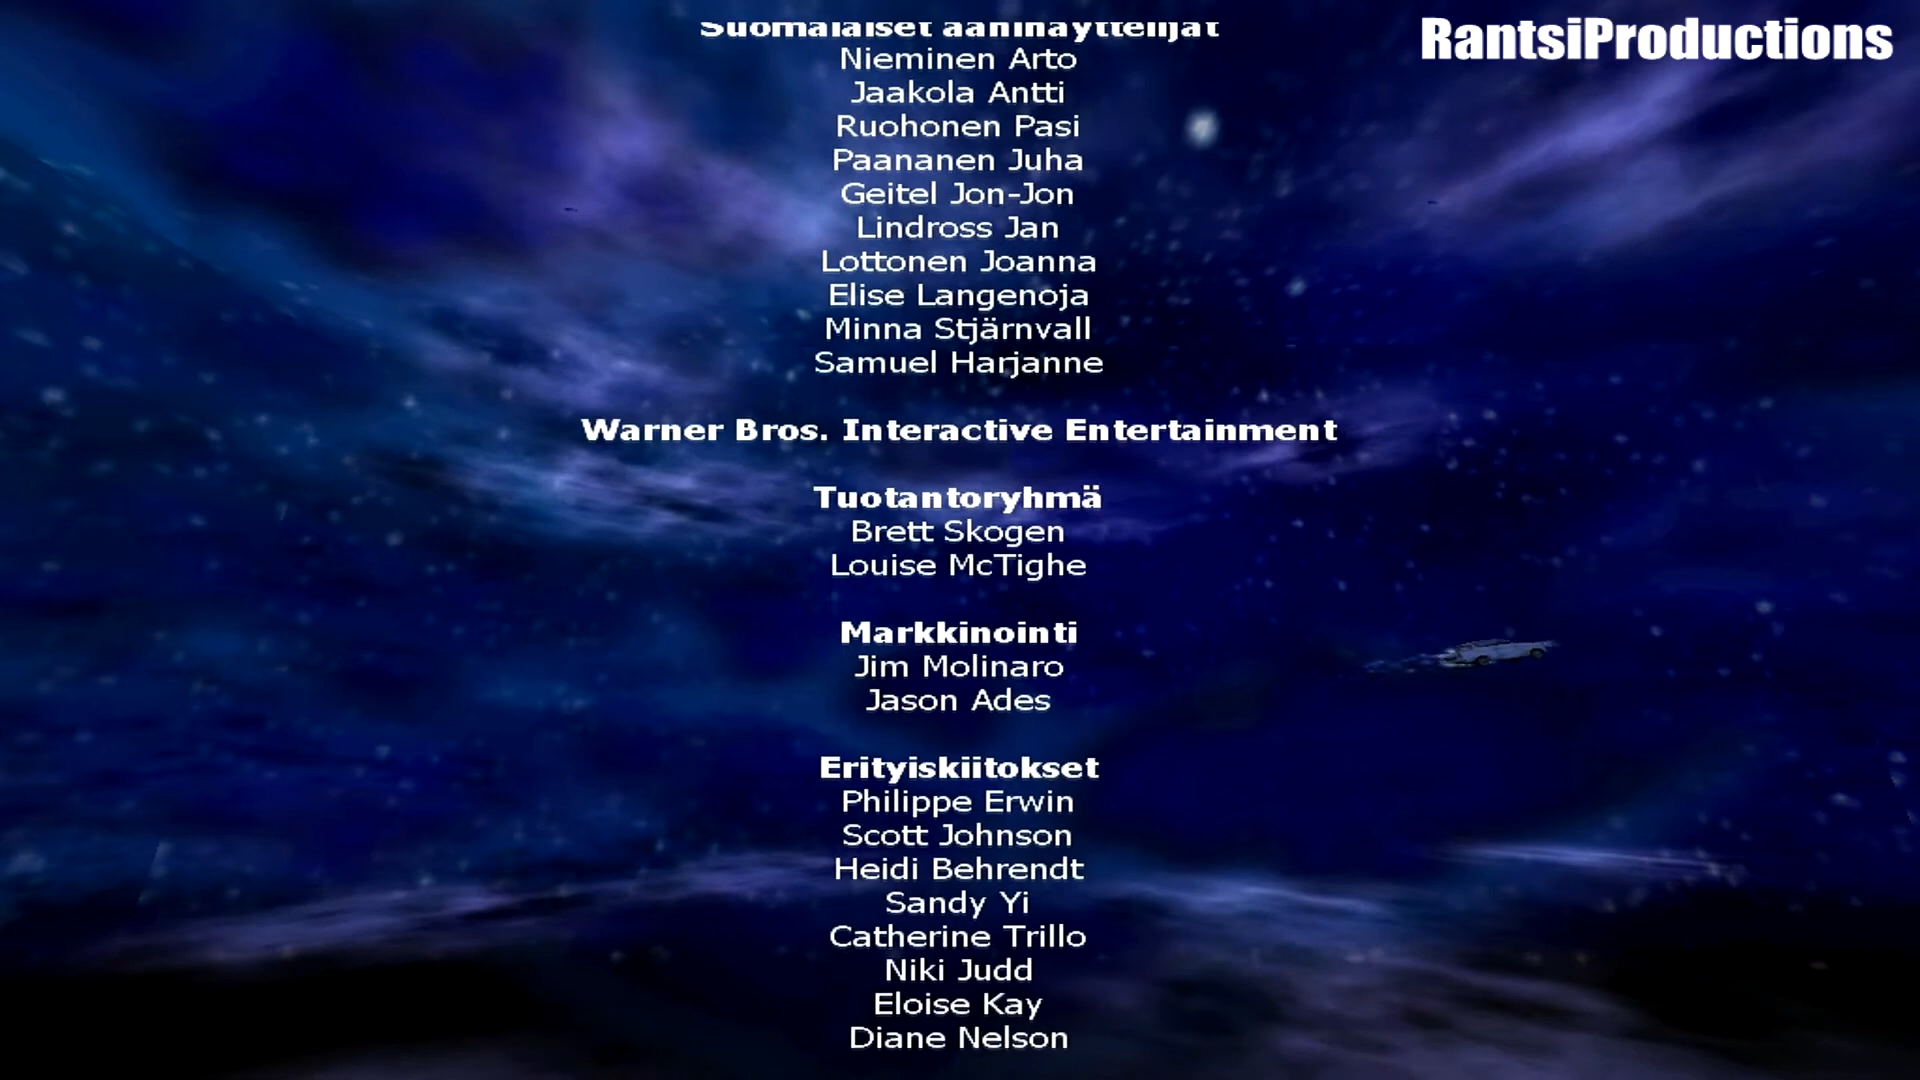 Suomalaiset ääninäyttelijät
RantsiProductions
Nieminen Arto
Jaakola Antti
Ruohonen Pasi
Paananen Juha
Geitel Jon-Jon
Lindross Jan
Lottonen Joanna
Elise Langenoja
Minna Stjärnvall
Samuel Harjanne
Warner Bros. Interactive Entertainment
Tuotantoryhmä
Brett Skogen
Louise McTighe
Markkinointi
Jim Molinaro
Jason Ades
Erityiskiitokset
Philippe Erwin
Scott Johnson
Heidi Behrendt
Sandy Yi
Catherine Trillo
Niki Judd
Eloise Kay
Diane Nelson